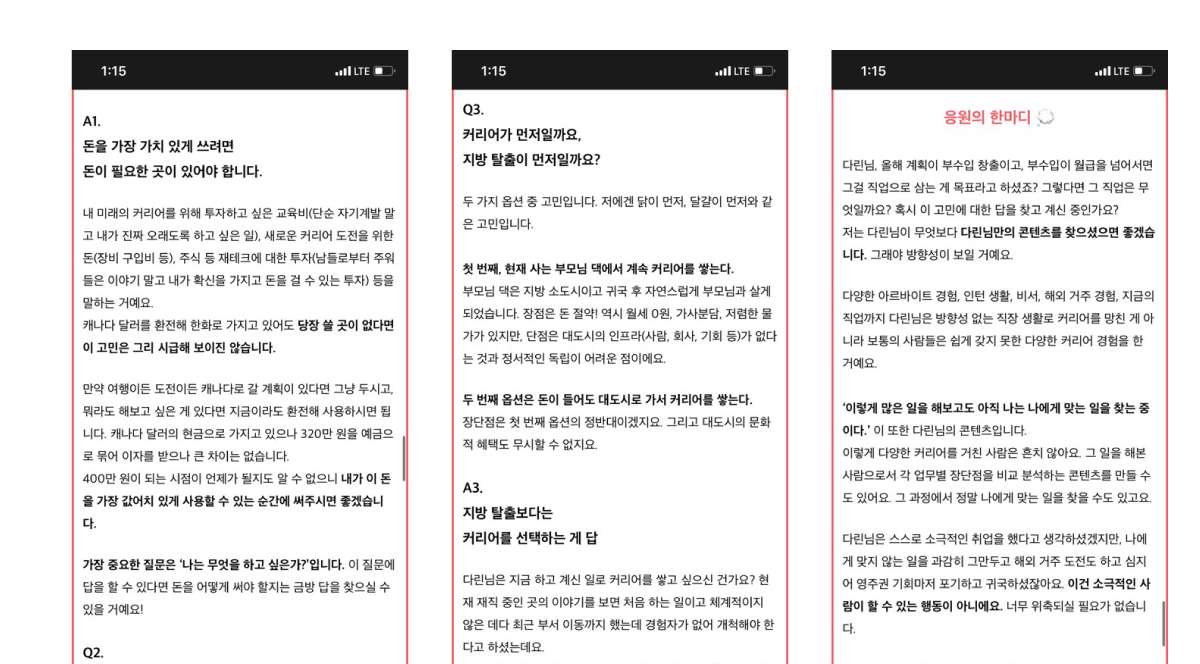 1:15
LTE
A1.
돈을 가장 가치 있게 쓰려면
돈이 필요한 곳이 있어야 합니다.
내 미래의 커리어를 위해 투자하고 싶은 교육비(단순 자기계발 말
고 내가 진짜 오래도록 하고 싶은 일), 새로운 커리어 도전을 위한
돈(장비 구입비 등), 주식 등 재테크에 대한 투자(남들로부터 주워
들은 이야기 말고 내가 확신을 가지고 돈을 걸 수 있는 투자) 등을
말하는 거예요.
캐나다 달러를 환전해 한화로 가지고 있어도 당장 쓸 곳이 없다면
이 고민은 그리 시급해 보이진 않습니다.
만약 여행이든 도전이든 캐나다로 갈 계획이 있다면 그냥 두시고,
뭐라도 해보고 싶은 게 있다면 지금이라도 환전해 사용하시면 됩
니다. 캐나다 달러의 현금으로 가지고 있으나 320만 원을 예금으
로 묶어 이자를 받으나 큰 차이는 없습니다.
400만 원이 되는 시점이 언제가 될지도 알 수 없으니 내가 이 돈
을 가장 값어치 있게 사용할 수 있는 순간에 써주시면 좋겠습니
다.
가장 중요한 질문은 ‘나는 무엇을 하고 싶은가?’입니다. 이 질문에
답을 할 수 있다면 돈을 어떻게 써야 할지는 금방 답을 찾으실 수
있을 거예요!
Q2.
1:15
LTE
Q3.
커리어가 먼저일까요,
지방 탈출이 먼저일까요?
두 가지 옵션 중 고민입니다. 저에겐 닭이 먼저, 달걀이 먼저와 같
은 고민입니다.
첫 번째, 현재 사는 부모님 댁에서 계속 커리어를 쌓는다.
부모님 댁은 지방 소도시이고 귀국 후 자연스럽게 부모님과 살게
되었습니다. 장점은 돈 절약! 역시 월세 0원, 가사분담, 저렴한 물
가가 있지만, 단점은 대도시의 인프라(사람, 회사, 기회 등)가 없다
는 것과 정서적인 독립이 어려운 점이에요.
두 번째 옵션은 돈이 들어도 대도시로 가서 커리어를 쌓는다.
장단점은 첫 번째 옵션의 정반대이겠지요. 그리고 대도시의 문화
적 혜택도 무시할 수 없지요.
A3.
지방 탈출보다는
커리어를 선택하는 게 답
다린님은 지금 하고 계신 일로 커리어를 쌓고 싶으신 건가요? 현
재 재직 중인 곳의 이야기를 보면 처음 하는 일이고 체계적이지
않은 데다 최근 부서 이동까지 했는데 경험자가 없어 개척해야 한
다고 하셨는데요.
1:15
LTE
응원의 한마디
다린님, 올해 계획이 부수입 창출이고, 부수입이 월급을 넘어서면
그걸 직업으로 삼는 게 목표라고 하셨죠? 그렇다면 그 직업은 무
엇일까요? 혹시 이 고민에 대한 답을 찾고 계신 중인가요?
저는 다린님이 무엇보다 다린님만의 콘텐츠를 찾으셨으면 좋겠습
니다. 그래야 방향성이 보일 거예요.
다양한 아르바이트 경험, 인턴 생활, 비서, 해외 거주 경험, 지금의
직업까지 다린님은 방향성 없는 직장 생활로 커리어를 망친 게 아
니라 보통의 사람들은 쉽게 갖지 못한 다양한 커리어 경험을 한
거예요.
‘이렇게 많은 일을 해보고도 아직 나는 나에게 맞는 일을 찾는 중
이다.’ 이 또한 다린님의 콘텐츠입니다.
이렇게 다양한 커리어를 거친 사람은 흔치 않아요. 그 일을 해본
사람으로서 각 업무별 장단점을 비교 분석하는 콘텐츠를 만들 수
도 있어요. 그 과정에서 정말 나에게 맞는 일을 찾을 수도 있고요.
다린님은 스스로 소극적인 취업을 했다고 생각하셨겠지만, 나에
게 맞지 않는 일을 과감히 그만두고 해외 거주 도전도 하고 심지
어 영주권 기회마저 포기하고 귀국하셨잖아요. 이건 소극적인 사
람이 할 수 있는 행동이 아니에요. 너무 위축되실 필요가 없습니
다.